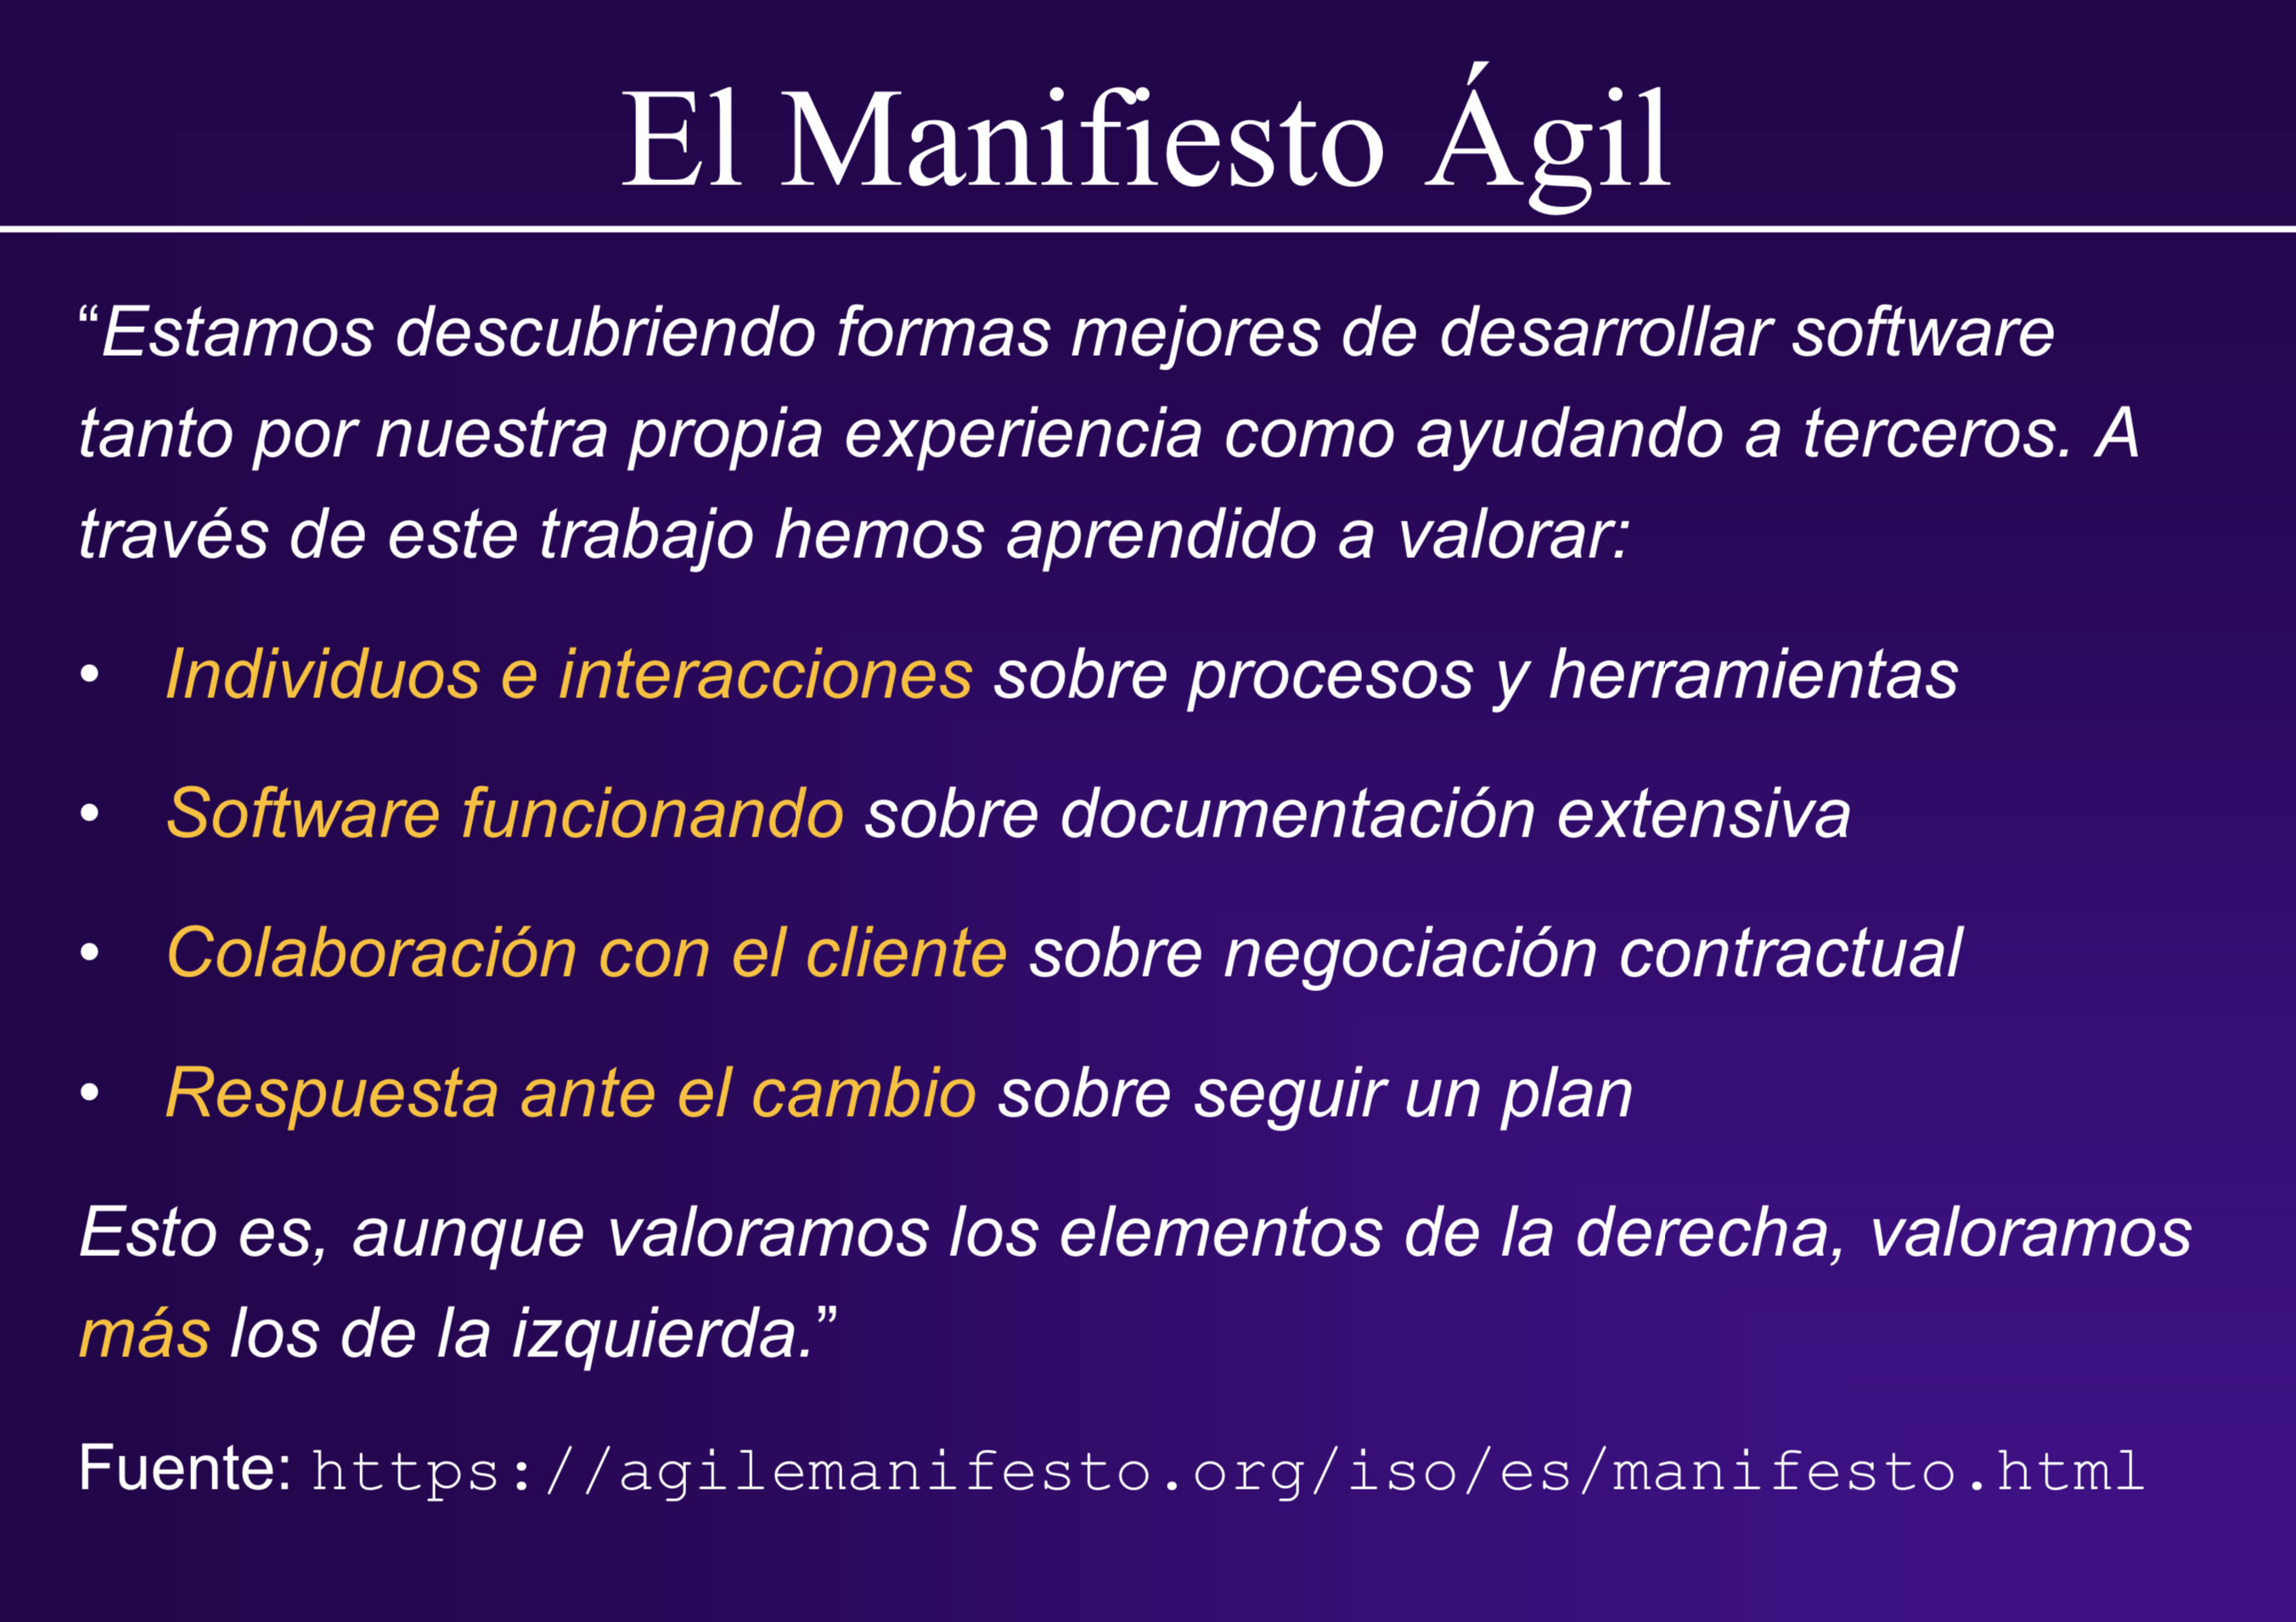 El Manifiesto Ágil
“Estamos descubriendo formas mejores de desarrollar software
tanto por nuestra propia experiencia como ayudando a terceros. A
través de este trabajo hemos aprendido a valorar:
• Individuos e interacciones sobre procesos y herramientas
• Software funcionando sobre documentación extensiva
• Colaboración con el cliente sobre negociación contractual
• Respuesta ante el cambio sobre seguir un plan
Esto es, aunque valoramos los elementos de la derecha, valoramos
más los de la izquierda.”
Fuente: https://agilemanifesto.org/iso/es/manifesto.html